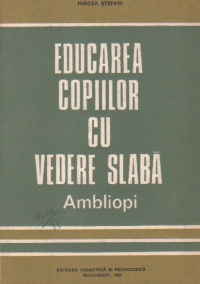 MIRCEA ŞTEFAN
EDUCAREA
COPIILOR
CU
VEDERE SLABĂ
Ambliopi
EDITURA DIDACTICĂ ŞI PEDAGOGICĂ
BUCUREŞTI,